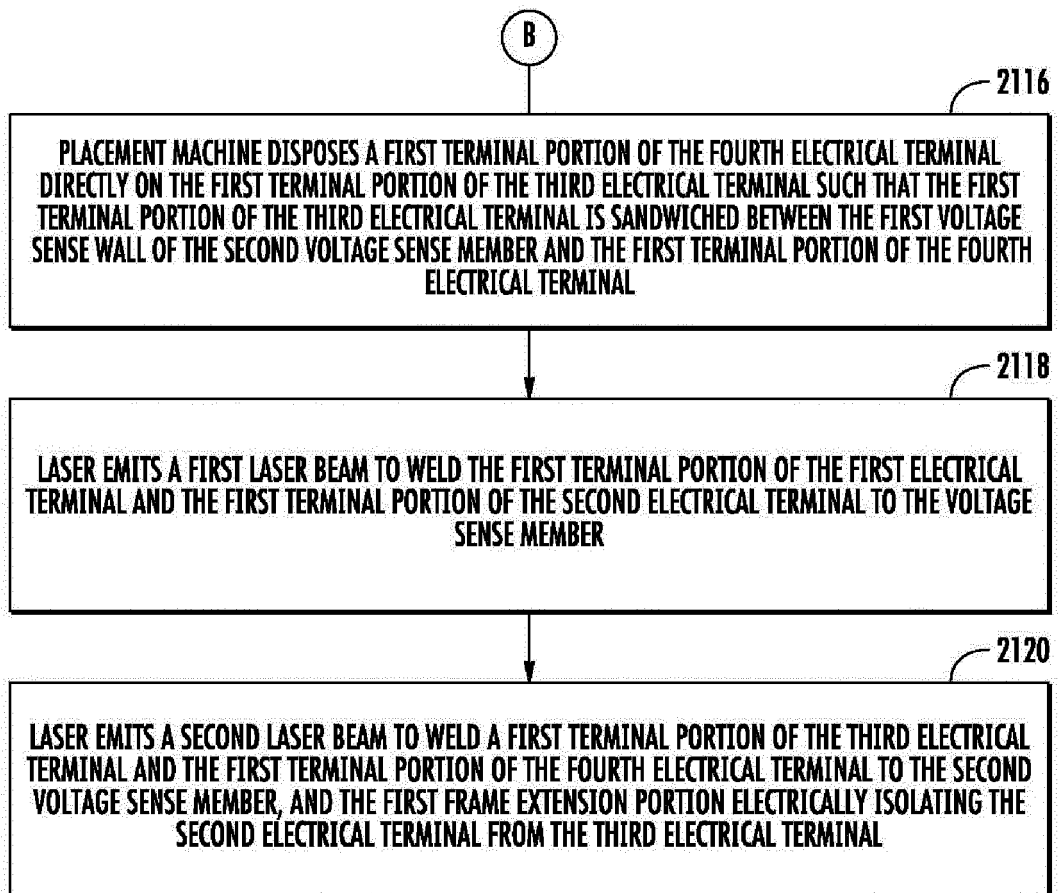 B
2116
PLACEMENT MACHINE DISPOSES A FIRST TERMINAL PORTION OF THE FOURTH ELECTRICAL TERMINAL
DIRECTLY ON THE FIRST TERMINAL PORTION OF THE THIRD ELECTRICAL TERMINAL SUCH THAT THE FIRST
TERMINAL PORTION OF THE THIRD ELECTRICAL TERMINAL IS SANDWICHED BETWEEN THE FIRST VOLTAGE
SENSE WALL OF THE SECOND VOLTAGE SENSE MEMBER AND THE FIRST TERMINAL PORTION OF THE FOURTH
ELECTRICAL TERMINAL
2118
LASER EMITS A FIRST LASER BEAM TO WELD THE FIRST TERMINAL PORTION OF THE FIRST ELECTRICAL
TERMINAL AND THE FIRST TERMINAL PORTION OF THE SECOND ELECTRICAL TERMINAL TO THE VOLTAGE
SENSE MEMBER
2120
LASER EMITS A SECOND LASER BEAM TO WELD A FIRST TERMINAL PORTION OF THE THIRD ELECTRICAL
TERMINAL AND THE FIRST TERMINAL PORTION OF THE FOURTH ELECTRICAL TERMINAL TO THE SECOND
VOLTAGE SENSE MEMBER, AND THE FIRST FRAME EXTENSION PORTION ELECTRICALLY ISOLATING THE
SECOND ELECTRICAL TERMINAL FROM THE THIRD ELECTRICAL TERMINAL